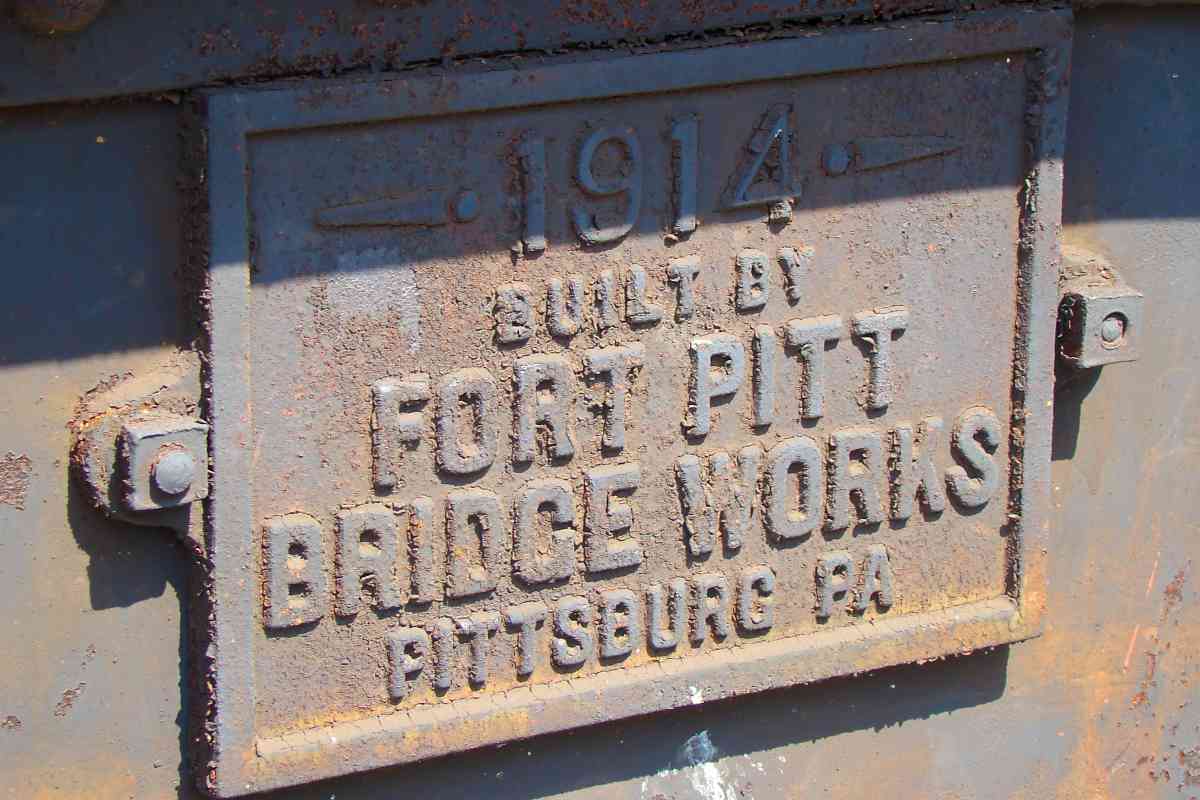 1914
BUILT BY
FORT PITT
BRIDGE WORKS
PITTSBURG PA